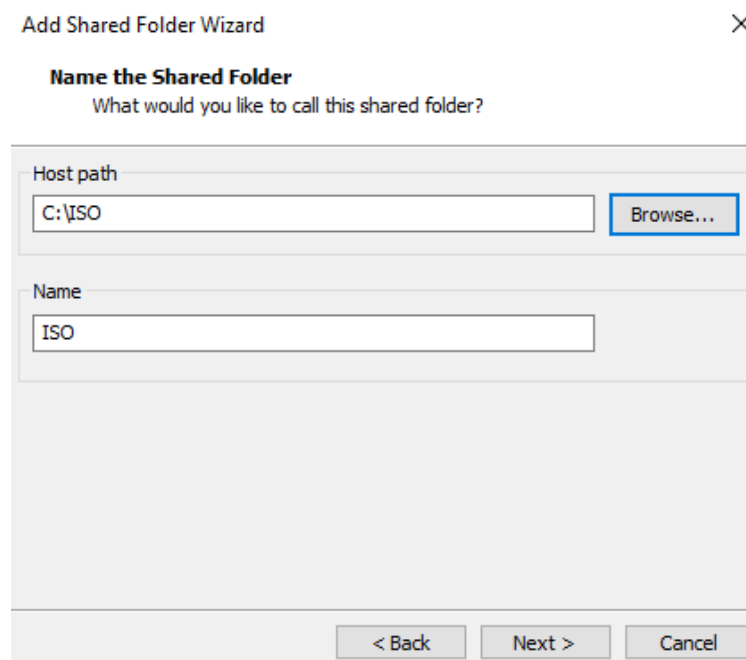 Add Shared Folder Wizard
Name the Shared Folder
What would you like to call this shared folder?
Host path
C:\ISO
Browse...
Name
ISO
< Back
Next >
Cancel